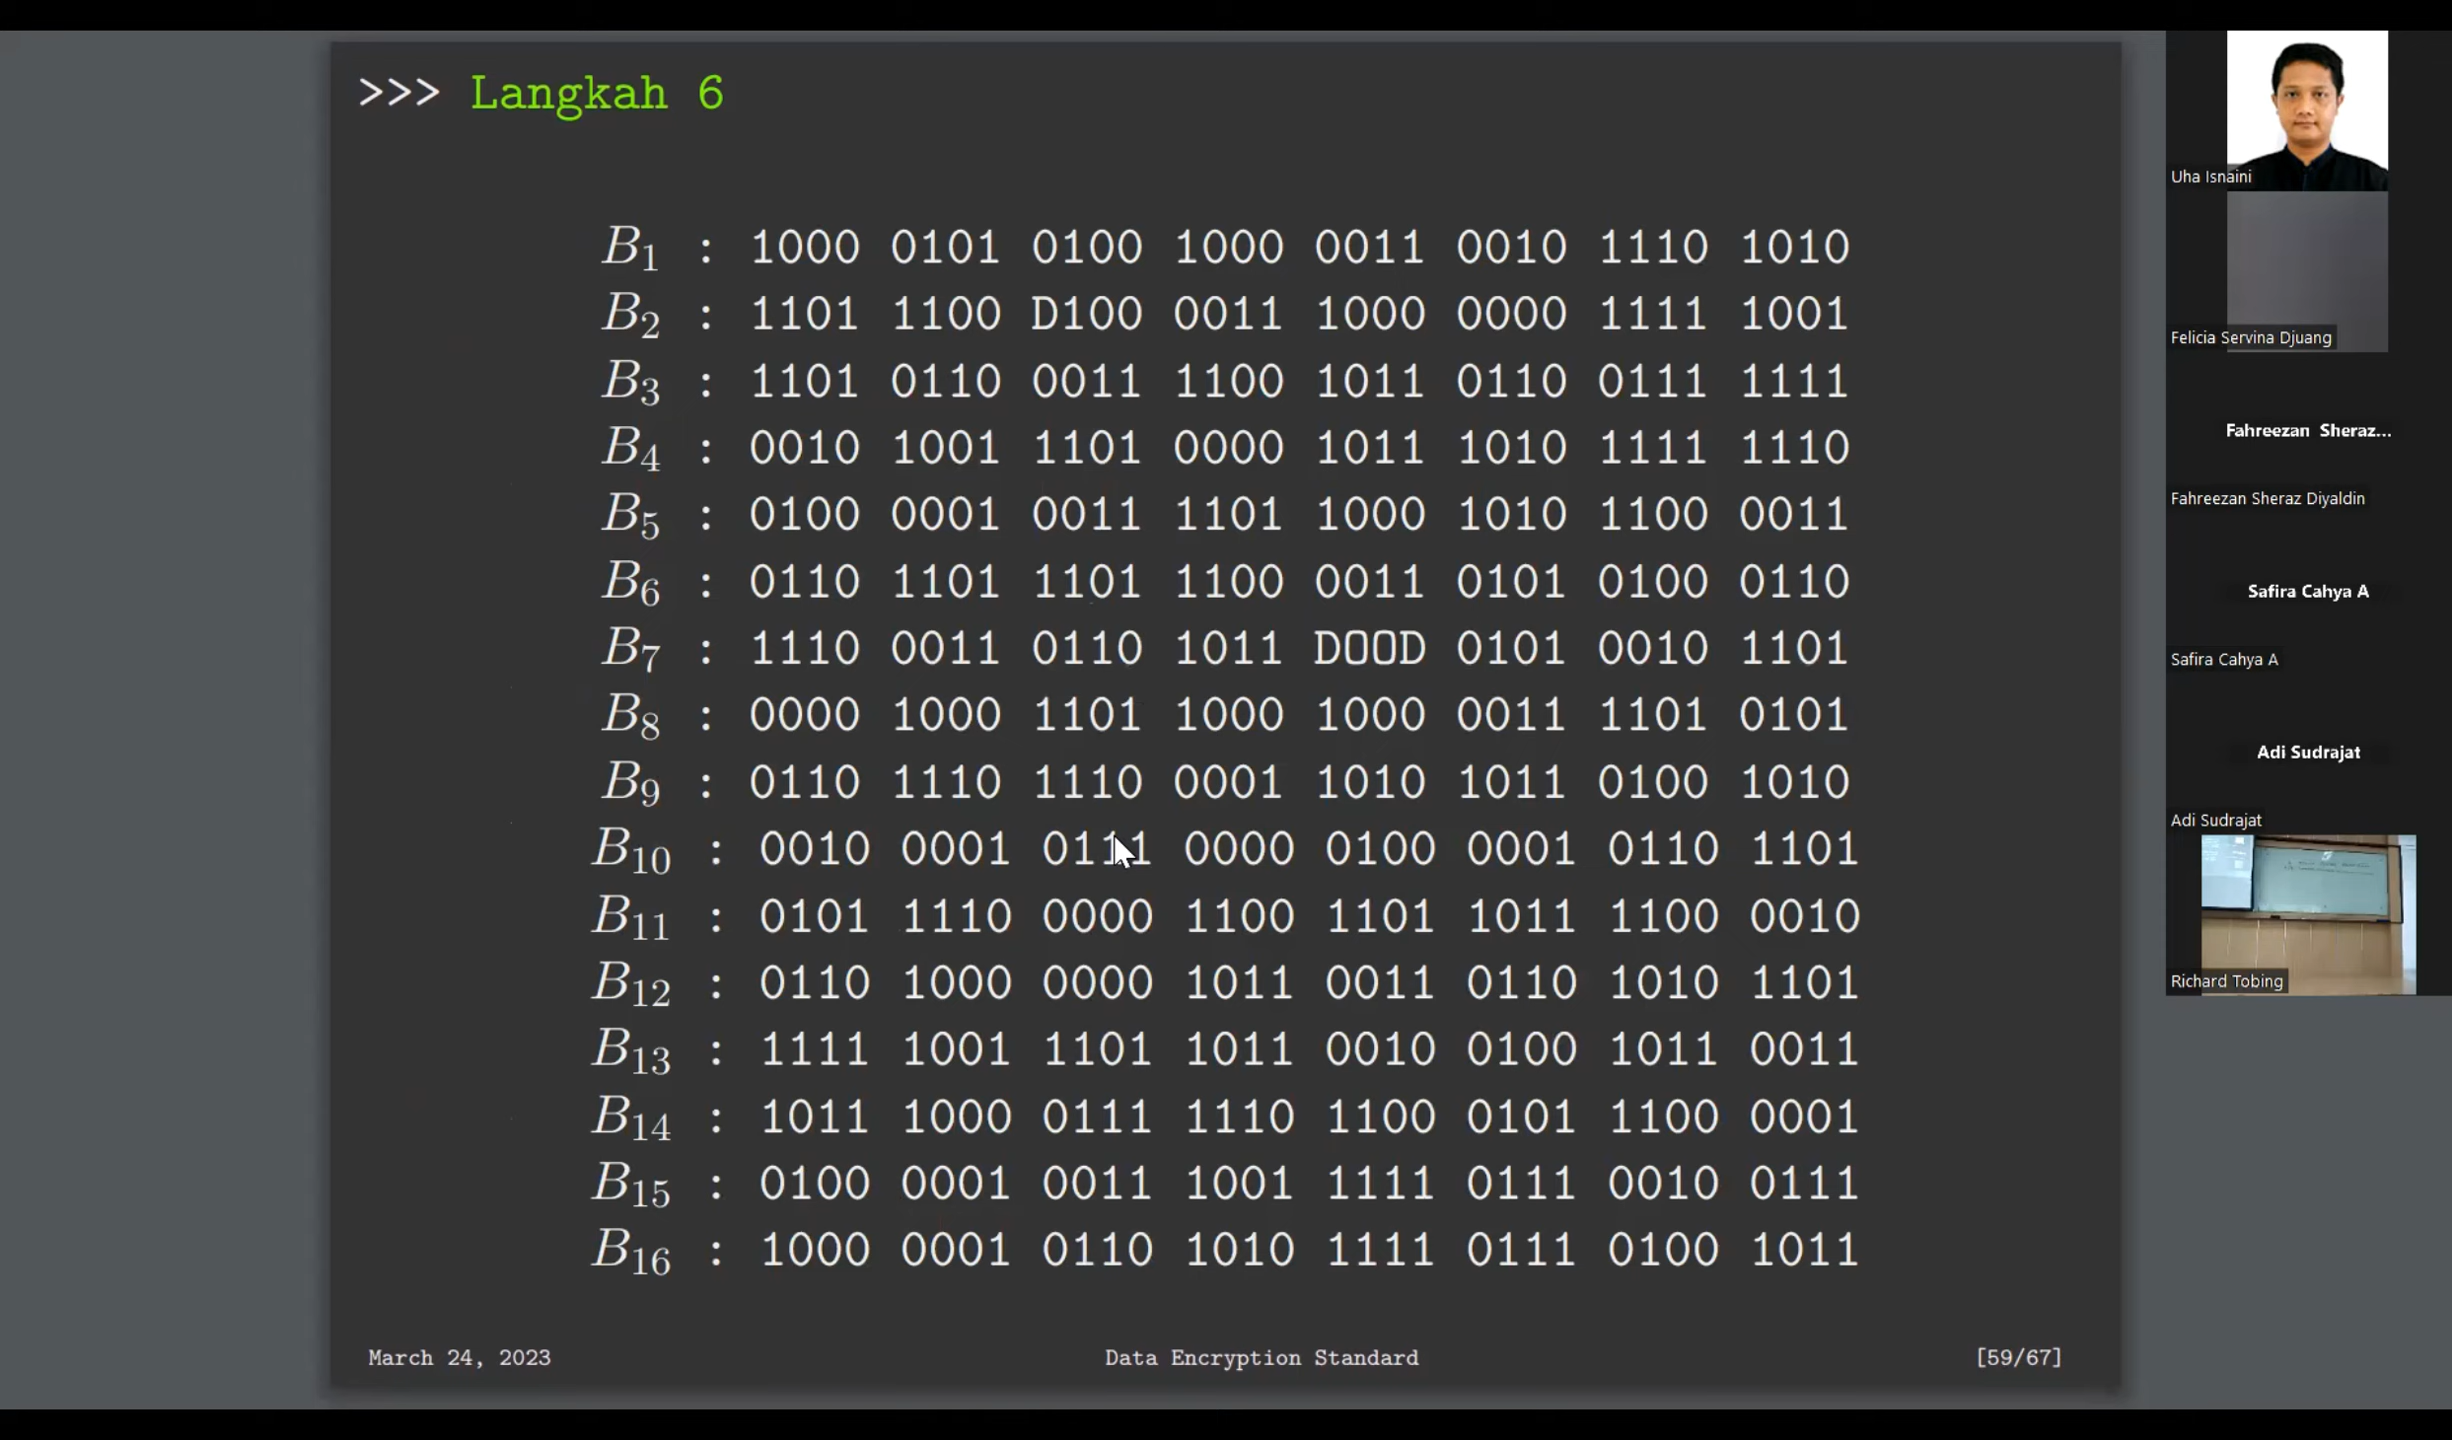 >>> Langkah 6
B1 : 1000 0101 0100 1000 0011 0010 1110 1010
B2 : 1101 1100 D100 0011 1000 0000 1111 1001
B3 : 1101 0110 0011 1100 1011 0110 0111 1111
B4 : 0010 1001 1101 0000 1011 1010 1111 1110
B5 : 0100 0001 0011 1101 1000 1010 1100 0011
B6 : 0110 1101 1101 1100 0011 0101 0100 0110
B7 : 1110 0011 0110 1011 DOOD 0101 0010 1101
B8 : 0000 1000 1101 1000 1000 0011 1101 0101
B9 : 0110 1110 1110 0001 1010 1011 0100 1010
B10 : 0010 0001 0111 0000 0100 0001 0110 1101
B11 : 0101 1110 0000 1100 1101 1011 1100 0010
B12 : 0110 1000 0000 1011 0011 0110 1010 1101
B13 : 1111 1001 1101 1011 0010 0100 1011 0011
B14 : 1011 1000 0111 1110 1100 0101 1100 0001
B15 : 0100 0001 0011 1001 1111 0111 0010 0111
B16 : 1000 0001 0110 1010 1111 0111 0100 1011
March 24, 2023
Data Encryption Standard
[59/67]
Uha Isnaini
Felicia Servina Djuang
Fahreezan Sheraz...
Fahreezan Sheraz Diyaldin
Safira Cahya A
Safira Cahya A
Adi Sudrajat
Adi Sudrajat
Richard Tobing